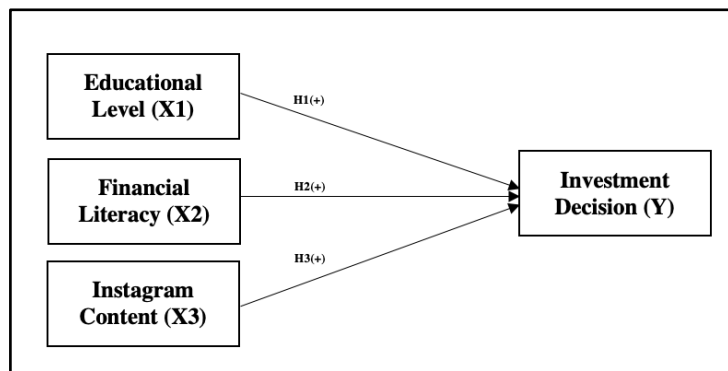 Educational
Level (X1)
H1(+)
Financial
Literacy (X2)
H2(+)
Investment
Decision (Y)
Instagram
Content (X3)
H3(+)